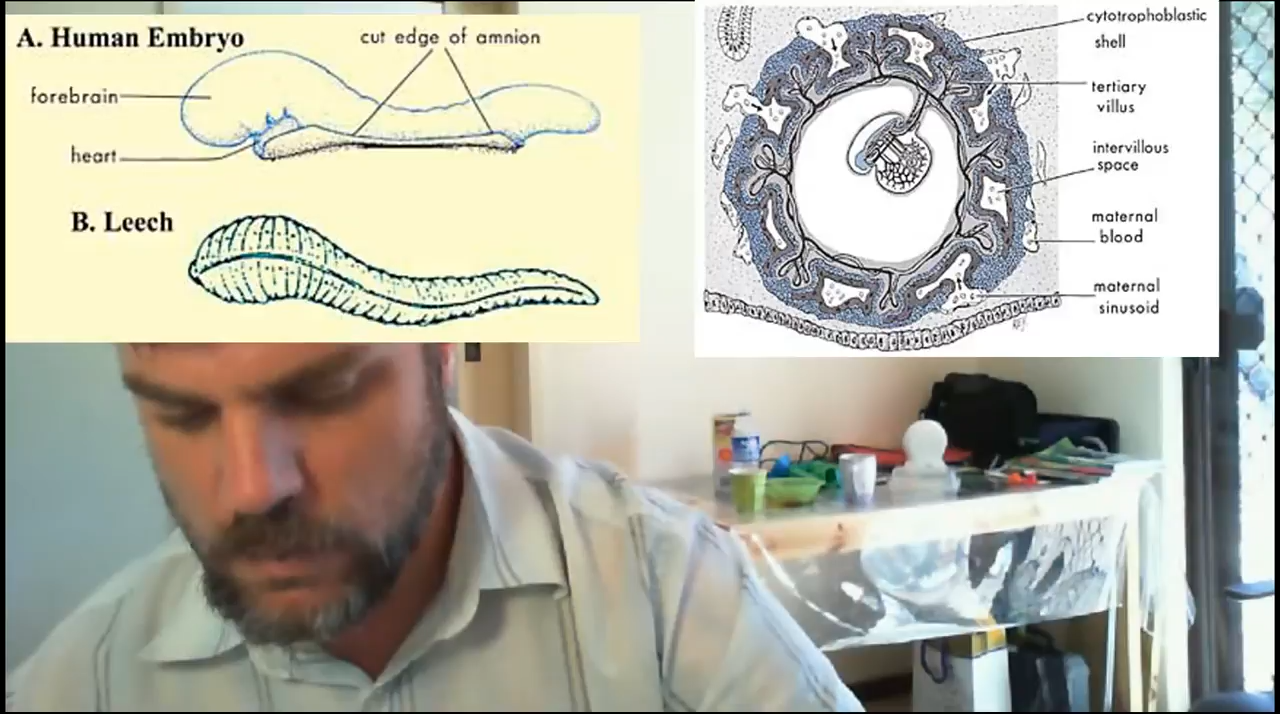 A. Human Embryo
cut edge of amnion
forebrain
heart
B. Leech
cytotrophoblastic
shell
tertiary
villus
intervillous
space
maternal
blood
maternal
sinusoid